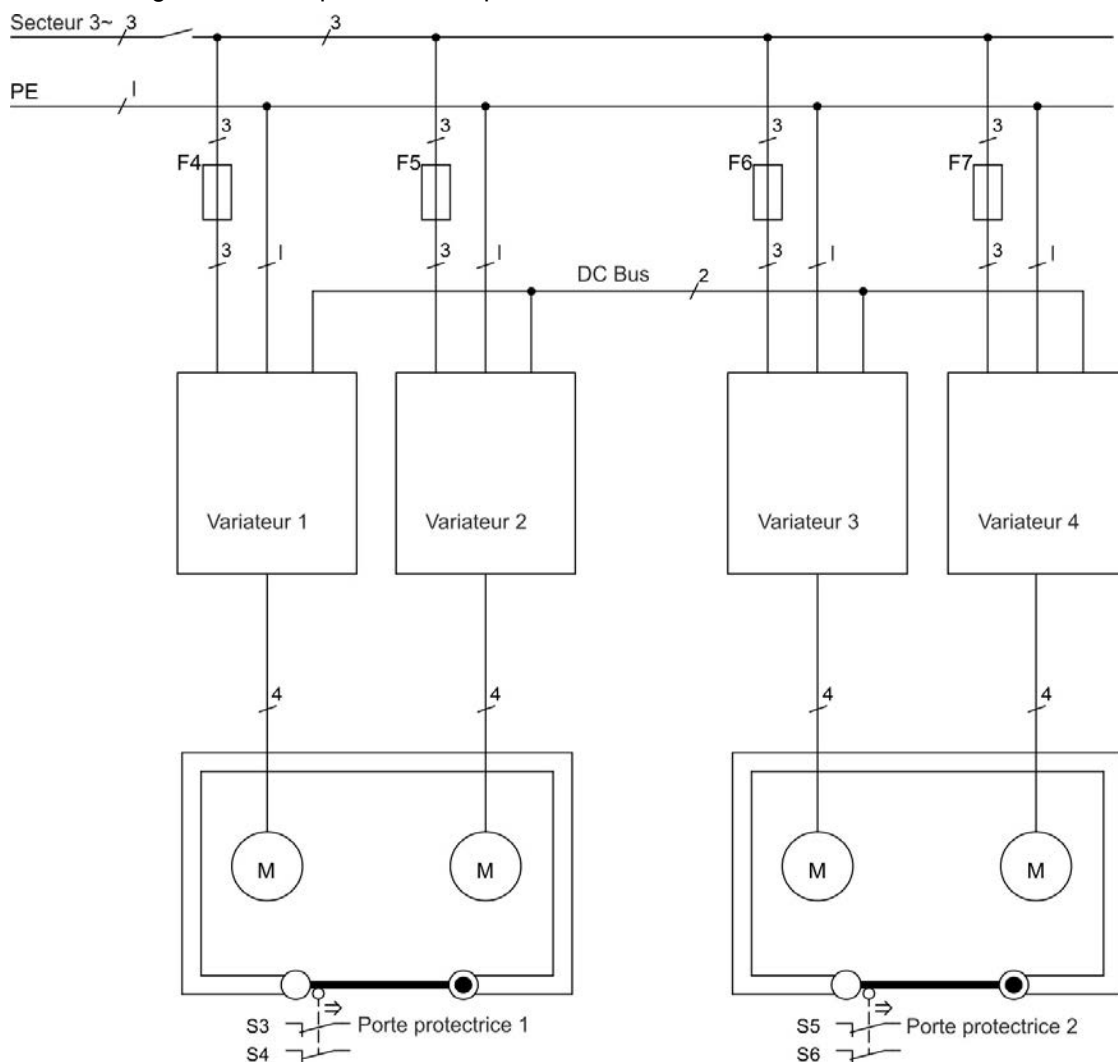 Secteur 3~ 3 3
PE I
3 3 3 3
F4 F5 F6 F7
3 I 3 I 3 I 3 I
DC Bus 2
Variateur 1 Variateur 2 Variateur 3 Variateur 4
4 4 4 4
M M M M
S3 Porte protectrice 1 S5 Porte protectrice 2
S4 S6